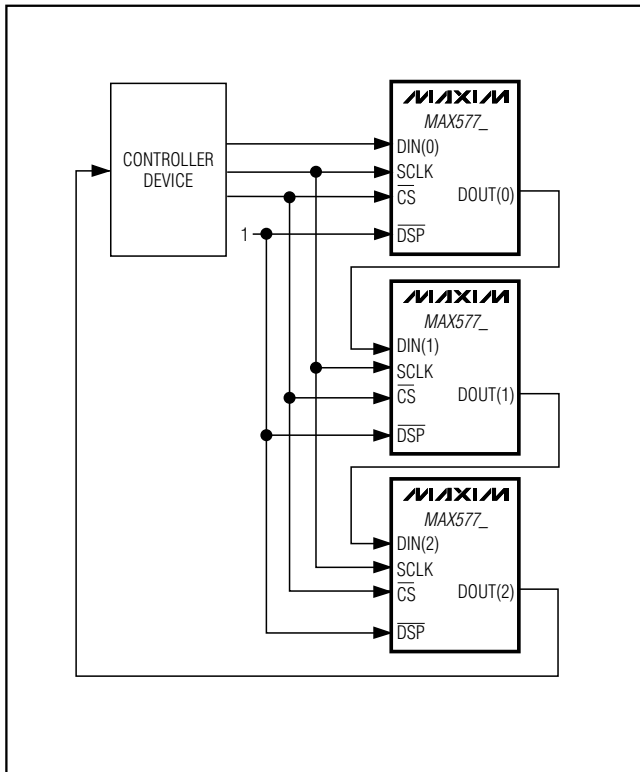 CONTROLLER
DEVICE
1
MAXIM
MAX577_
DIN(0)
SCLK
CS
DSP
DOUT(0)
MAXIM
MAX577_
DIN(1)
SCLK
CS
DSP
DOUT(1)
MAXIM
MAX577_
DIN(2)
SCLK
CS
DSP
DOUT(2)